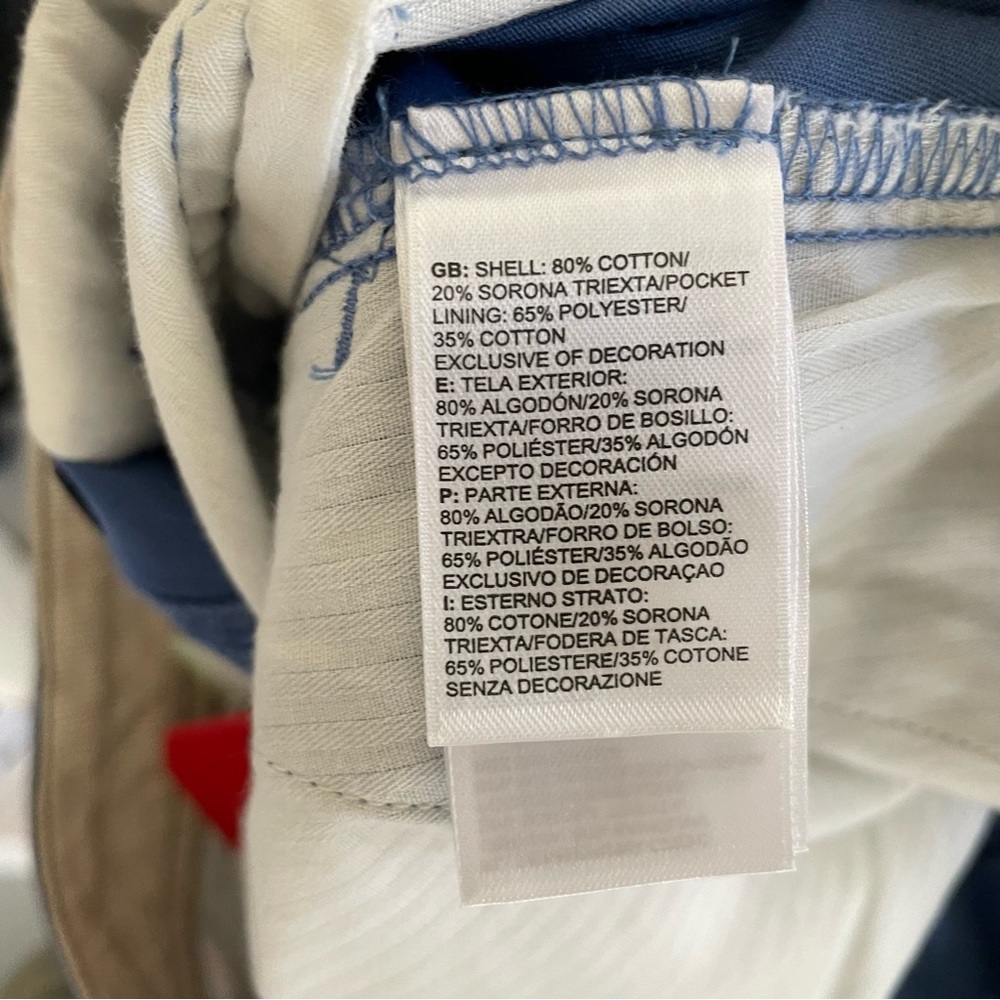 GB: SHELL: 80% COTTON/
20% SORONA TRIEXTA/POCKET
LINING: 65% POLYESTER/
35% COTTON
EXCLUSIVE OF DECORATION
E: TELA EXTERIOR:
80% ALGODÓN/20% SORONA
TRIEXTA/FORRO DE BOSILLO:
65% POLIÉSTER/35% ALGODÓN
EXCEPTO DECORACIÓN
P: PARTE EXTERNA:
80% ALGODÃO/20% SORONA
TRIEXTRA/FORRO DE BOLSO:
65% POLIÉSTER/35% ALGODÃO
EXCLUSIVO DE DECORAÇAO
I: ESTERNO STRATO:
80% COTONE/20% SORONA
TRIEXTA/FODERA DE TASCA:
65% POLIESTERE/35% COTONE
SENZA DECORAZIONE